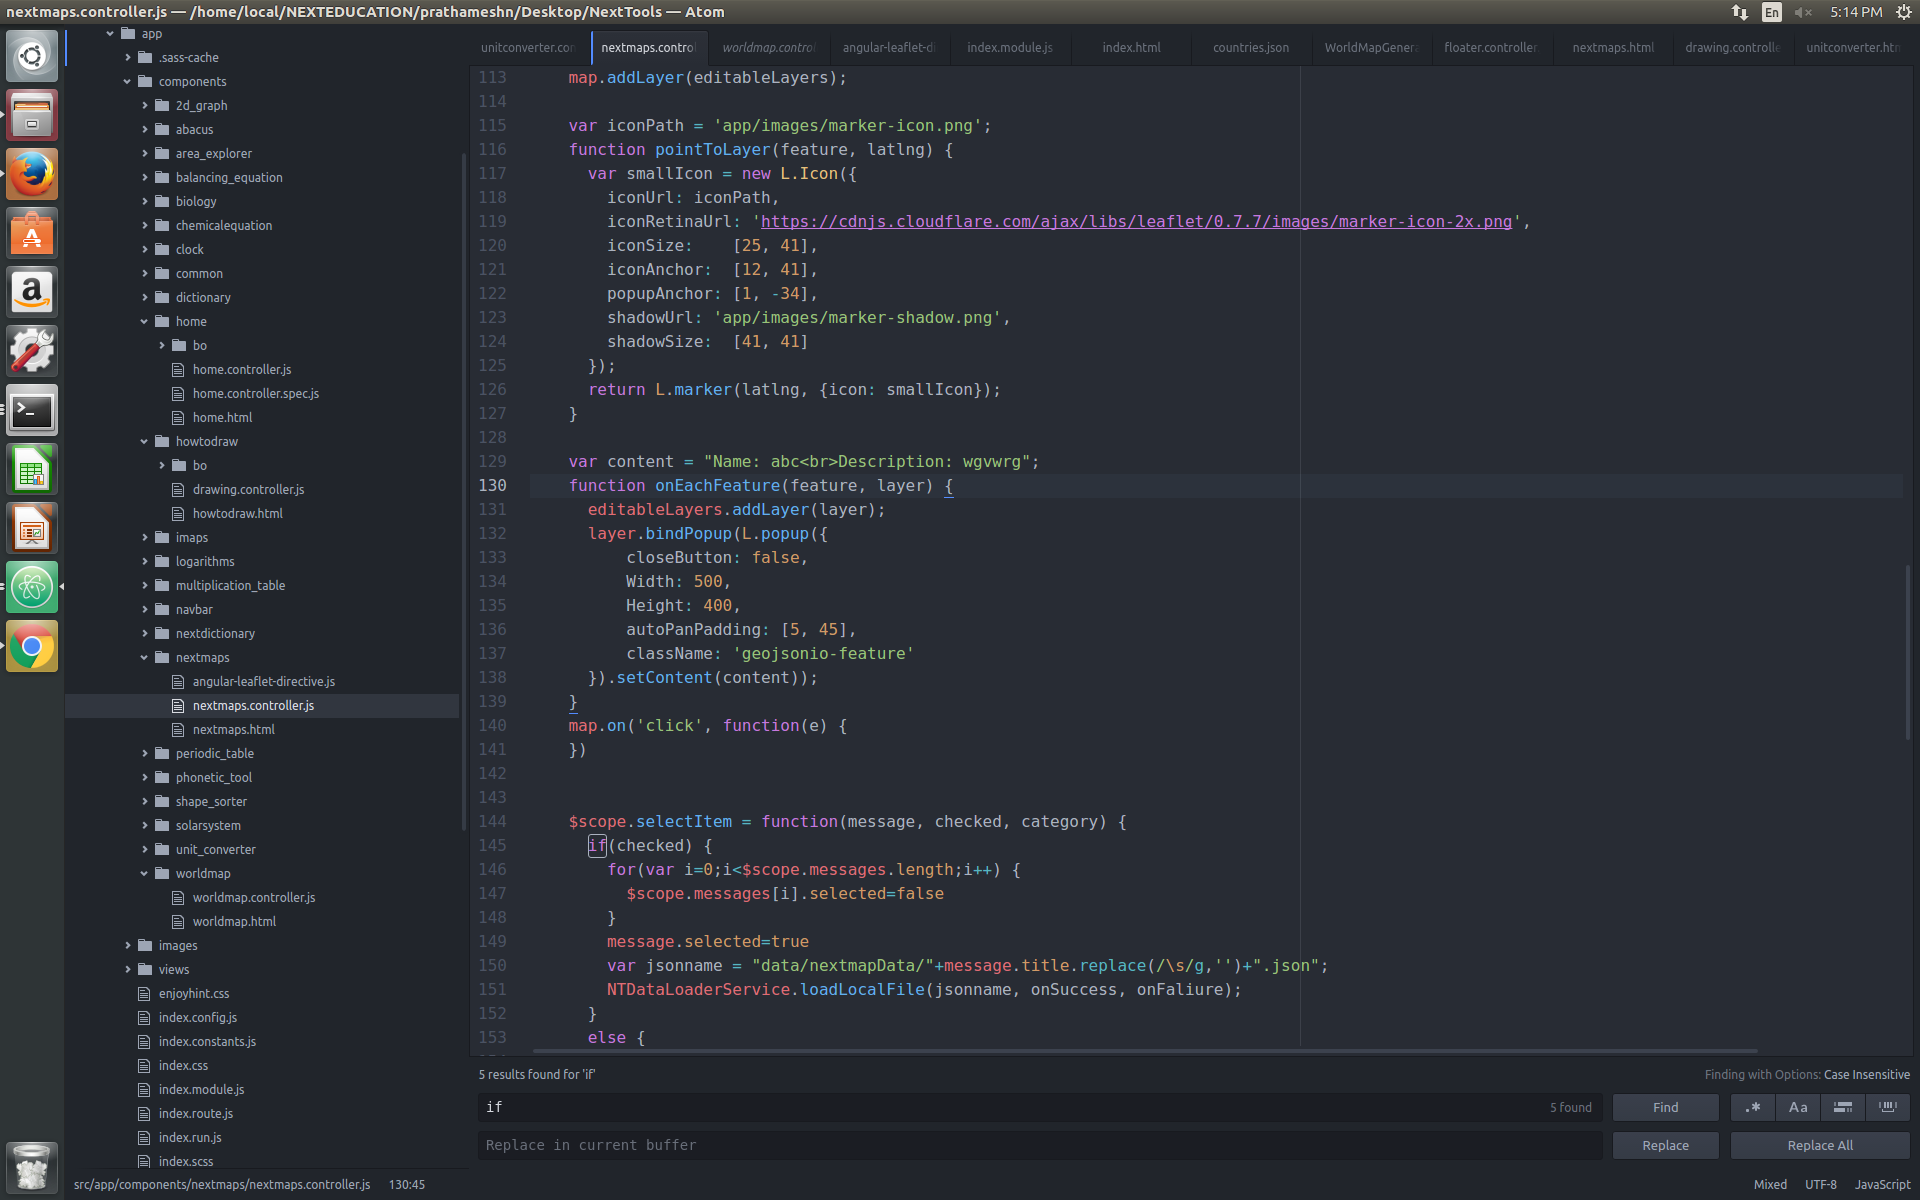 nextmaps.controller.js — /home/local/NEXTEDUCATION/prathameshn/Desktop/NextTools — Atom
En 5:14 PM
app
.sass-cache
components
2d_graph
abacus
area_explorer
balancing_equation
biology
chemicalequation
clock
common
dictionary
home
bo
home.controller.js
home.controller.spec.js
home.html
howtodraw
bo
drawing.controller.js
howtodraw.html
imaps
logarithms
multiplication_table
navbar
nextdictionary
nextmaps
angular-leaflet-directive.js
nextmaps.controller.js
nextmaps.html
periodic_table
phonetic_tool
shape_sorter
solarsystem
unit_converter
worldmap
worldmap.controller.js
worldmap.html
images
views
enjoyhint.css
index.config.js
index.constants.js
index.css
index.module.js
index.route.js
index.run.js
index.scss
unitconverter.con nextmaps.contro worldmap.control angular-leaflet-di index.module.js index.html countries.json WorldMapGenera floater.controller nextmaps.html drawing.controlle unitconverter.htn
113 map.addLayer(editableLayers);
114
115 var iconPath = 'app/images/marker-icon.png';
116 function pointToLayer(feature, latlng) {
117 var smallIcon = new L.Icon({
118 iconUrl: iconPath,
119 iconRetinaUrl: 'https://cdnjs.cloudflare.com/ajax/libs/leaflet/0.7.7/images/marker-icon-2x.png',
120 iconSize: [25, 41],
121 iconAnchor: [12, 41],
122 popupAnchor: [1, -34],
123 shadowUrl: 'app/images/marker-shadow.png',
124 shadowSize: [41, 41]
125 });
126 return L.marker(latlng, {icon: smallIcon});
127 }
128
129 var content = "Name: abc<br>Description: wgvwrg";
130 function onEachFeature(feature, layer) {
131 editableLayers.addLayer(layer);
132 layer.bindPopup(L.popup({
133 closeButton: false,
134 Width: 500,
135 Height: 400,
136 autoPanPadding: [5, 45],
137 className: 'geojsonio-feature'
138 }).setContent(content));
139 }
140 map.on('click', function(e) {
141 })
142
143
144 $scope.selectItem = function(message, checked, category) {
145 if(checked) {
146 for(var i=0;i<$scope.messages.length;i++) {
147 $scope.messages[i].selected=false
148 }
149 message.selected=true
150 var jsonname = "data/nextmapData/"+message.title.replace(/\s/g,'')+".json";
151 NTDataLoaderService.loadLocalFile(jsonname, onSuccess, onFaliure);
152 }
153 else {
5 results found for 'if' Finding with Options: Case Insensitive
if 5 found Find .* Aa
Replace in current buffer Replace Replace All
src/app/components/nextmaps/nextmaps.controller.js 130:45 Mixed UTF-8 JavaScript